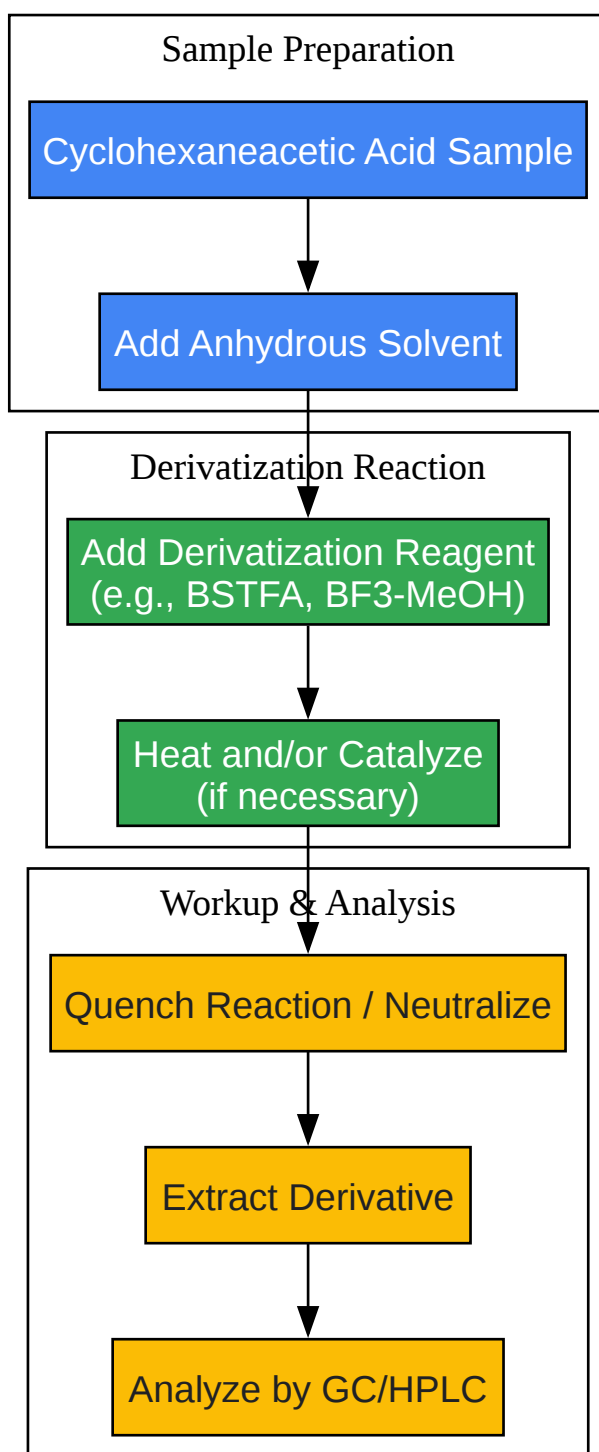 Sample Preparation
Cyclohexaneacetic Acid Sample
Add Anhydrous Solvent
Derivatization Reaction
Add Derivatization Reagent
(e.g., BSTFA, BF3-MeOH)
Heat and/or Catalyze
(if necessary)
Workup & Analysis
Quench Reaction / Neutralize
Extract Derivative
Analyze by GC/HPLC